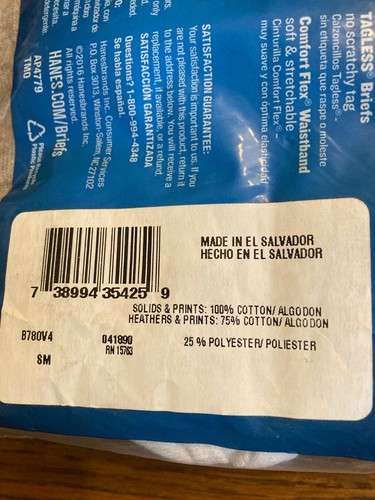 TAGLESS® Briefs
no scratchy tag
Calzoncillos Tagless®
sin etiqueta que raspe o moleste
Comfort Flex® Waistband
soft & stretchable
Cinturilla Comfort Flex®
muy suave y con óptima elasticidad
SATISFACTION GUARANTEE:
Your satisfaction is important to us. If you
are not pleased with this product, return it
to the address below. You will receive a
replacement, if available, or a refund.
SATISFACCIÓN GARANTIZADA
Questions? 1-800-994-4348
Se habla español.
Hanesbrands Inc.
P.O. Box 3013, Winston-Salem, NC 27102
©2016 Hanesbrands Inc.
All rights reserved.
HANES.COM/Briefs
AP4779
TNO
MADE IN EL SALVADOR
HECHO EN EL SALVADOR
7 38994 35425 9
SOLIDS & PRINTS: 100% COTTON/ ALGODON
HEATHERS & PRINTS: 75% COTTON/ ALGODON
25 % POLYESTER/ POLIESTER
B780V4
041890
RN 15763
SM